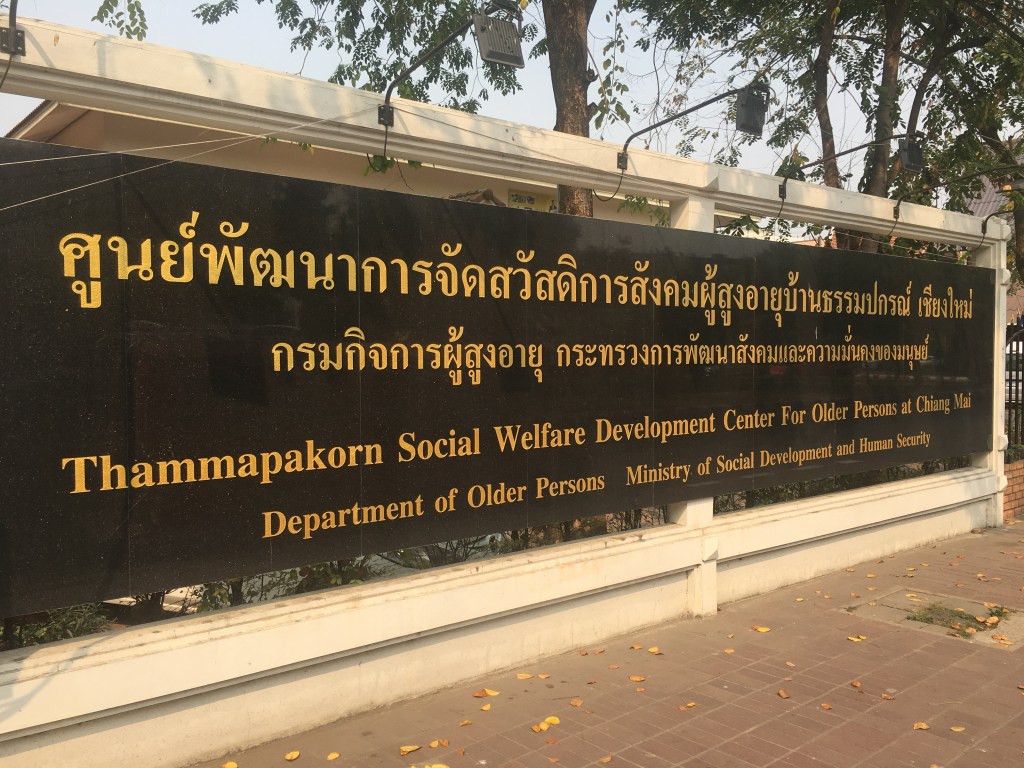 ศูนย์พัฒนาการจัดสวัสดิการสังคมผู้สูงอายุบ้านธรรมปกรณ์ เชียงใหม่
กรมกิจการผู้สูงอายุ กระทรวงการพัฒนาสังคมและความมั่นคงของมนุษย์
Thammapakorn Social Welfare Development Center For Older Persons at Chiang Mai
Department of Older Persons Ministry of Social Development and Human Security